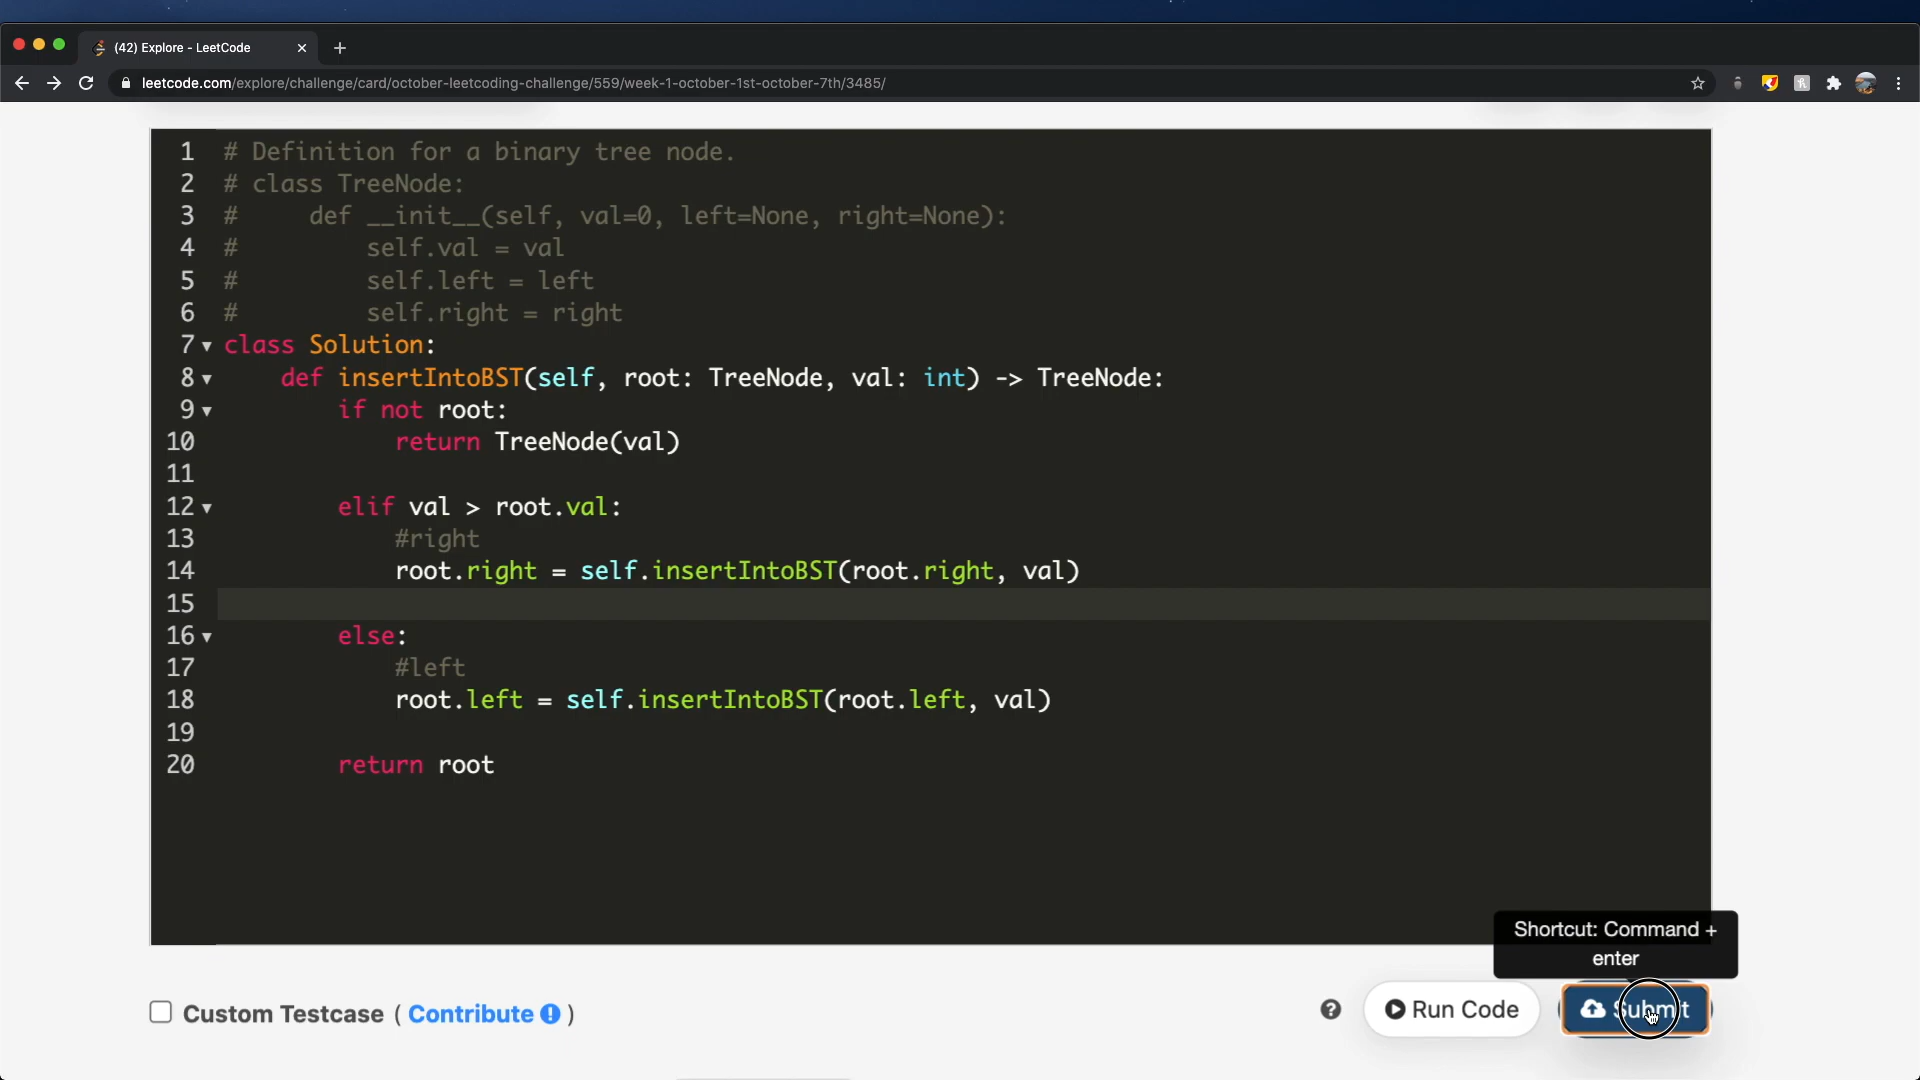 (42) Explore - LeetCode
leetcode.com/explore/challenge/card/october-leetcoding-challenge/559/week-1-october-1st-october-7th/3485/
1 # Definition for a binary tree node.
2 # class TreeNode:
3 #     def __init__(self, val=0, left=None, right=None):
4 #         self.val = val
5 #         self.left = left
6 #         self.right = right
7 class Solution:
8     def insertIntoBST(self, root: TreeNode, val: int) -> TreeNode:
9         if not root:
10             return TreeNode(val)
11
12         elif val > root.val:
13             #right
14             root.right = self.insertIntoBST(root.right, val)
15
16         else:
17             #left
18             root.left = self.insertIntoBST(root.left, val)
19
20         return root
Shortcut: Command +
enter
Custom Testcase ( Contribute )
Run Code
Submit